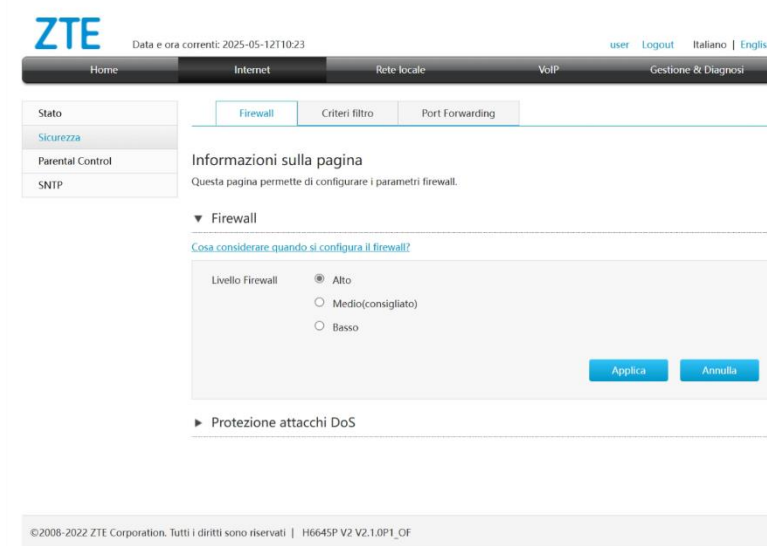 ZTE
Data e ora correnti: 2025-05-12T10:23
user Logout Italiano | Englis
Home Internet Rete locale VoIP Gestione & Diagnosi
Stato
Sicurezza
Parental Control
SNTP
Firewall Criteri filtro Port Forwarding
Informazioni sulla pagina
Questa pagina permette di configurare i parametri firewall.
▼ Firewall
Cosa considerare quando si configura il firewall?
Livello Firewall
Alto
Medio(consigliato)
Basso
Applica Annulla
► Protezione attacchi DoS
©2008-2022 ZTE Corporation. Tutti i diritti sono riservati | H6645P V2 V2.1.0P1_OF